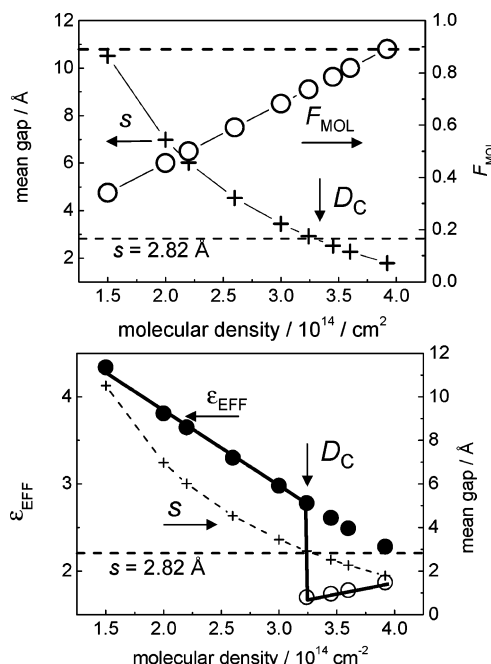 12
10
8
6
4
2
mean gap / Å
1.0
0.8
0.6
0.4
0.2
0.0
F_MOL
s
F_MOL
D_C
s = 2.82 Å
1.5 2.0 2.5 3.0 3.5 4.0
molecular density / 10^14 / cm^2
4
3
2
ε_EFF
12
10
8
6
4
2
0
mean gap / Å
ε_EFF
D_C
s
s = 2.82 Å
1.5 2.0 2.5 3.0 3.5 4.0
molecular density / 10^14 cm^-2